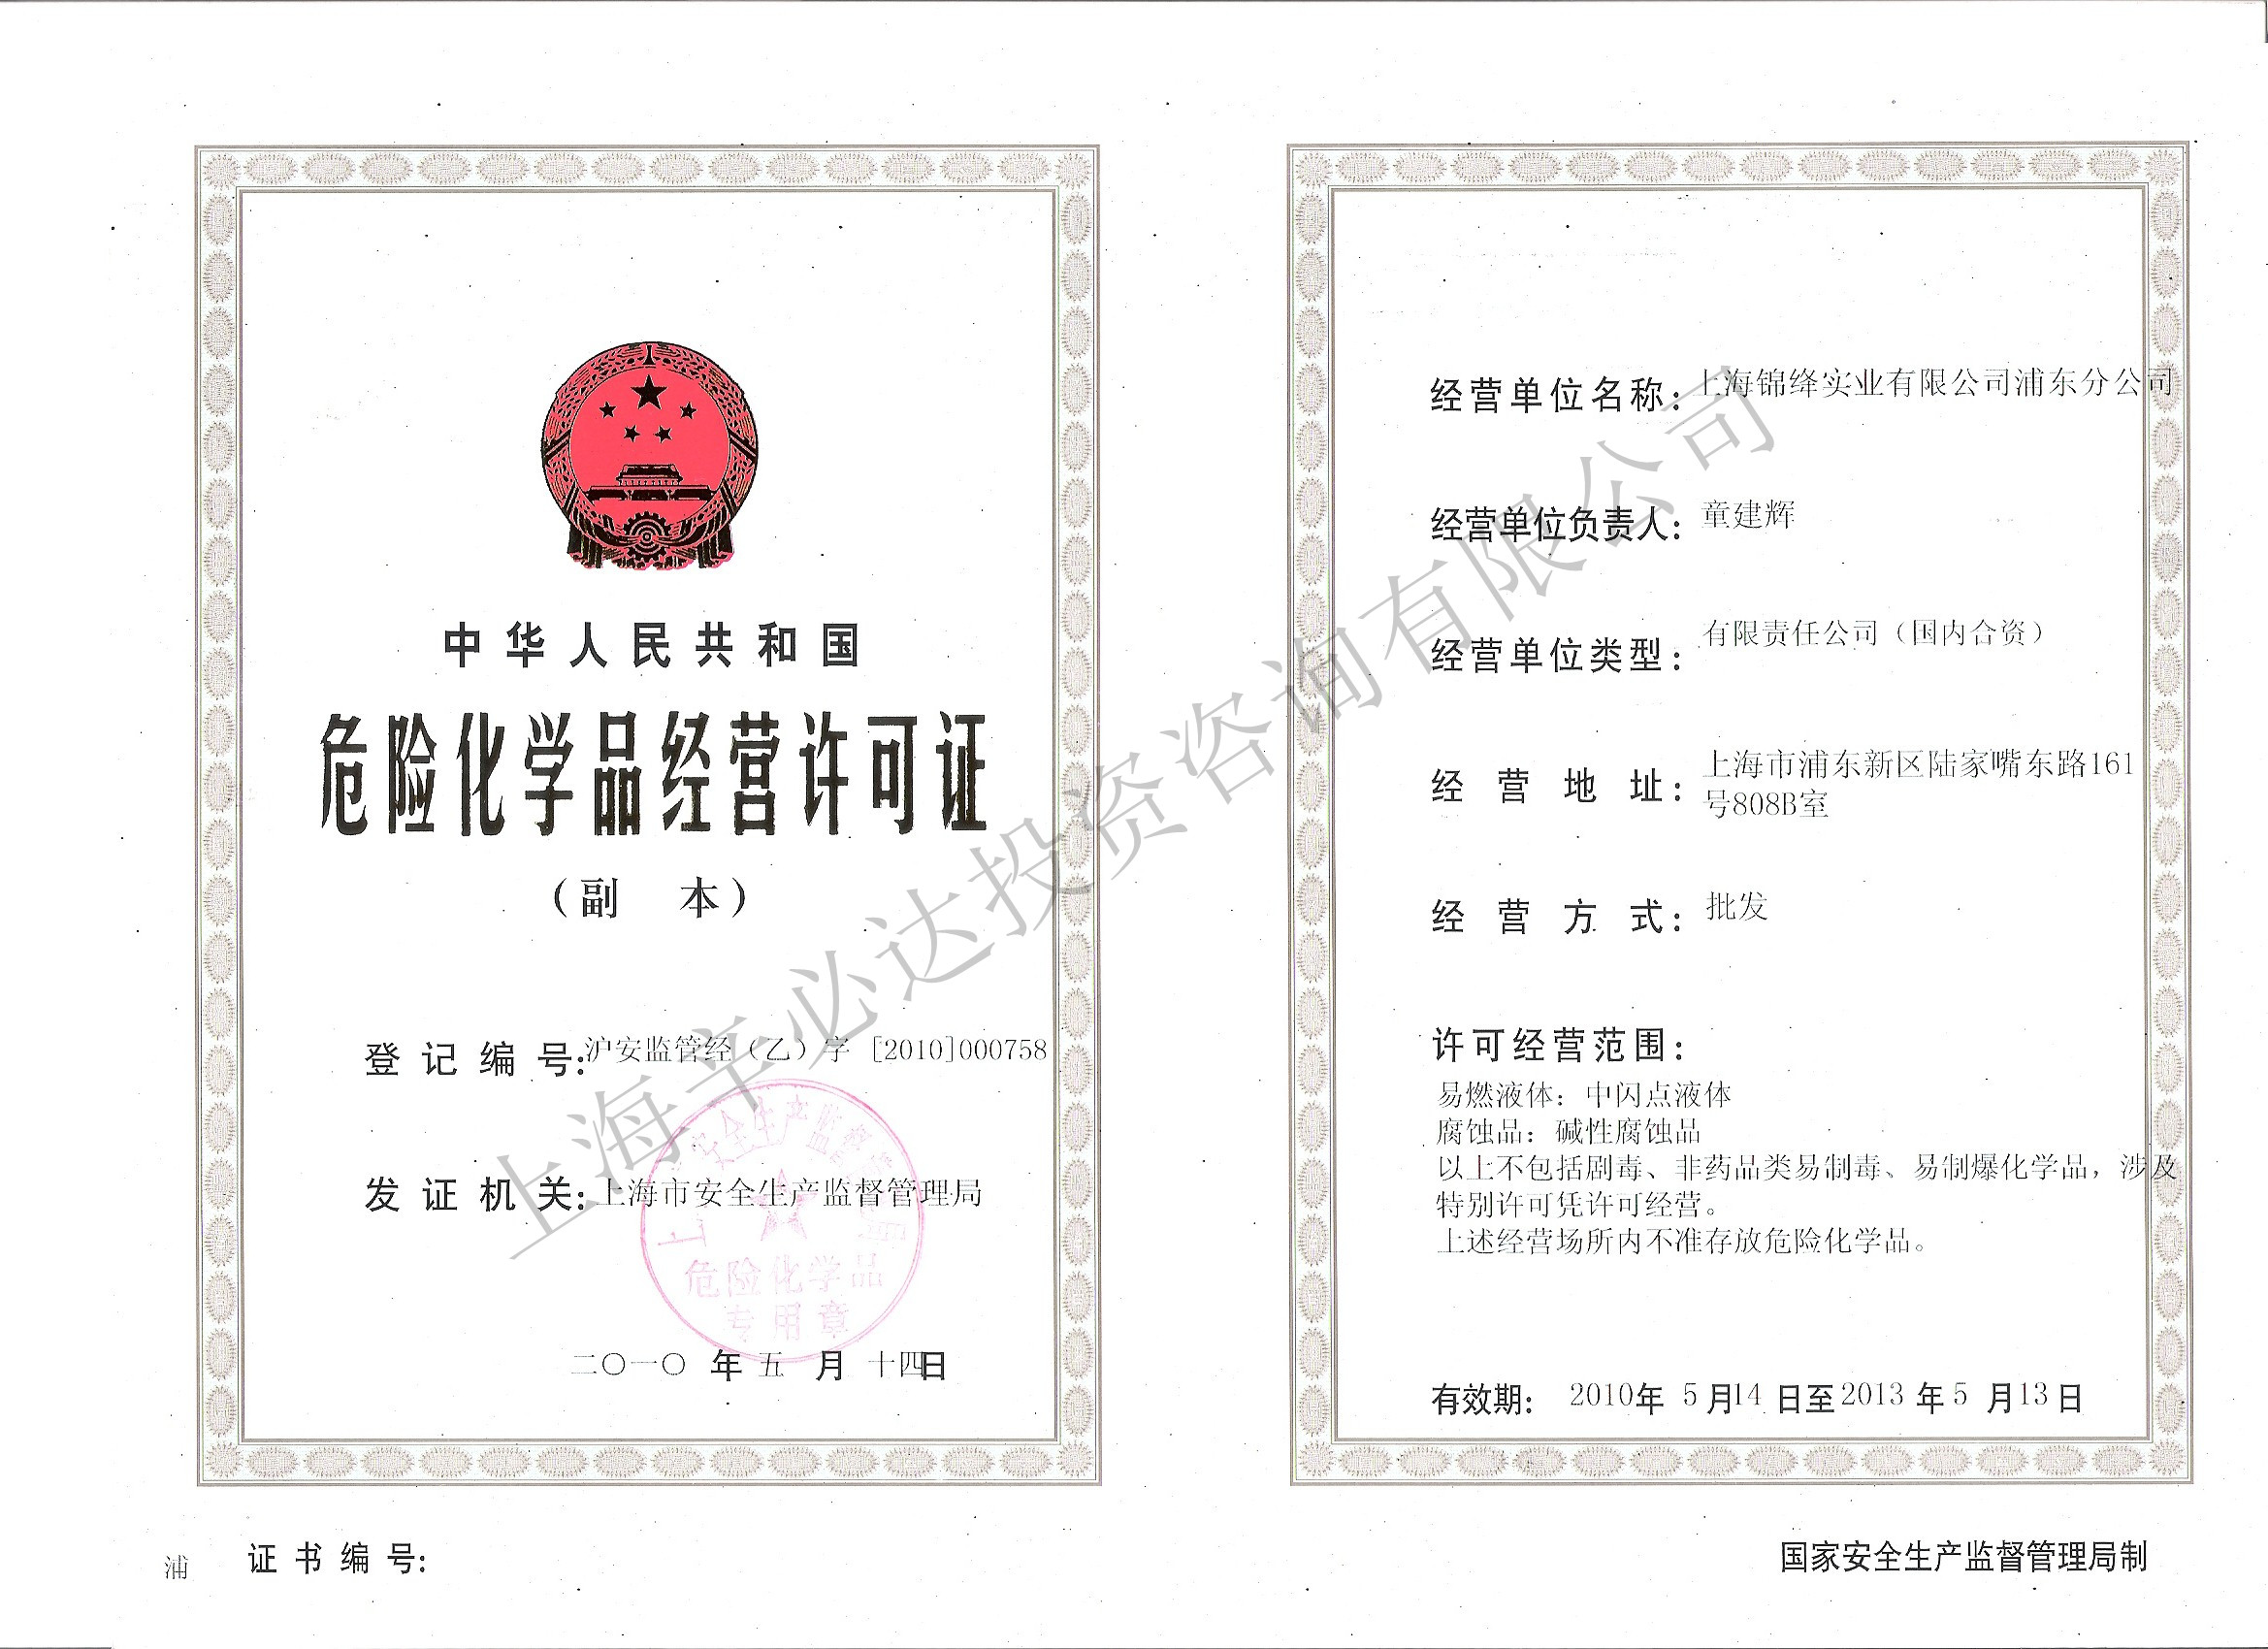 中华人民共和国
危险化学品经营许可证
（副 本）
登记编号：沪安监管经（乙）字 [2010]000758
发证机关：上海市安全生产监督管理局
危险化学品
专用章
二〇一〇 年 五 月 十四日
浦 证书编号：
经营单位名称：上海锦绛实业有限公司浦东分公司
经营单位负责人：童建辉
经营单位类型：有限责任公司（国内合资）
经营地址：上海市浦东新区陆家嘴东路161
号808B室
经营方式：批发
许可经营范围：
易燃液体：中闪点液体
腐蚀品：碱性腐蚀品
以上不包括剧毒、非药品类易制毒、易制爆化学品，涉及
特别许可凭许可经营。
上述经营场所内不准存放危险化学品。
有效期： 2010年 5 月14 日至2013 年5 月13日
国家安全生产监督管理局制
上海辛必达投资咨询有限公司